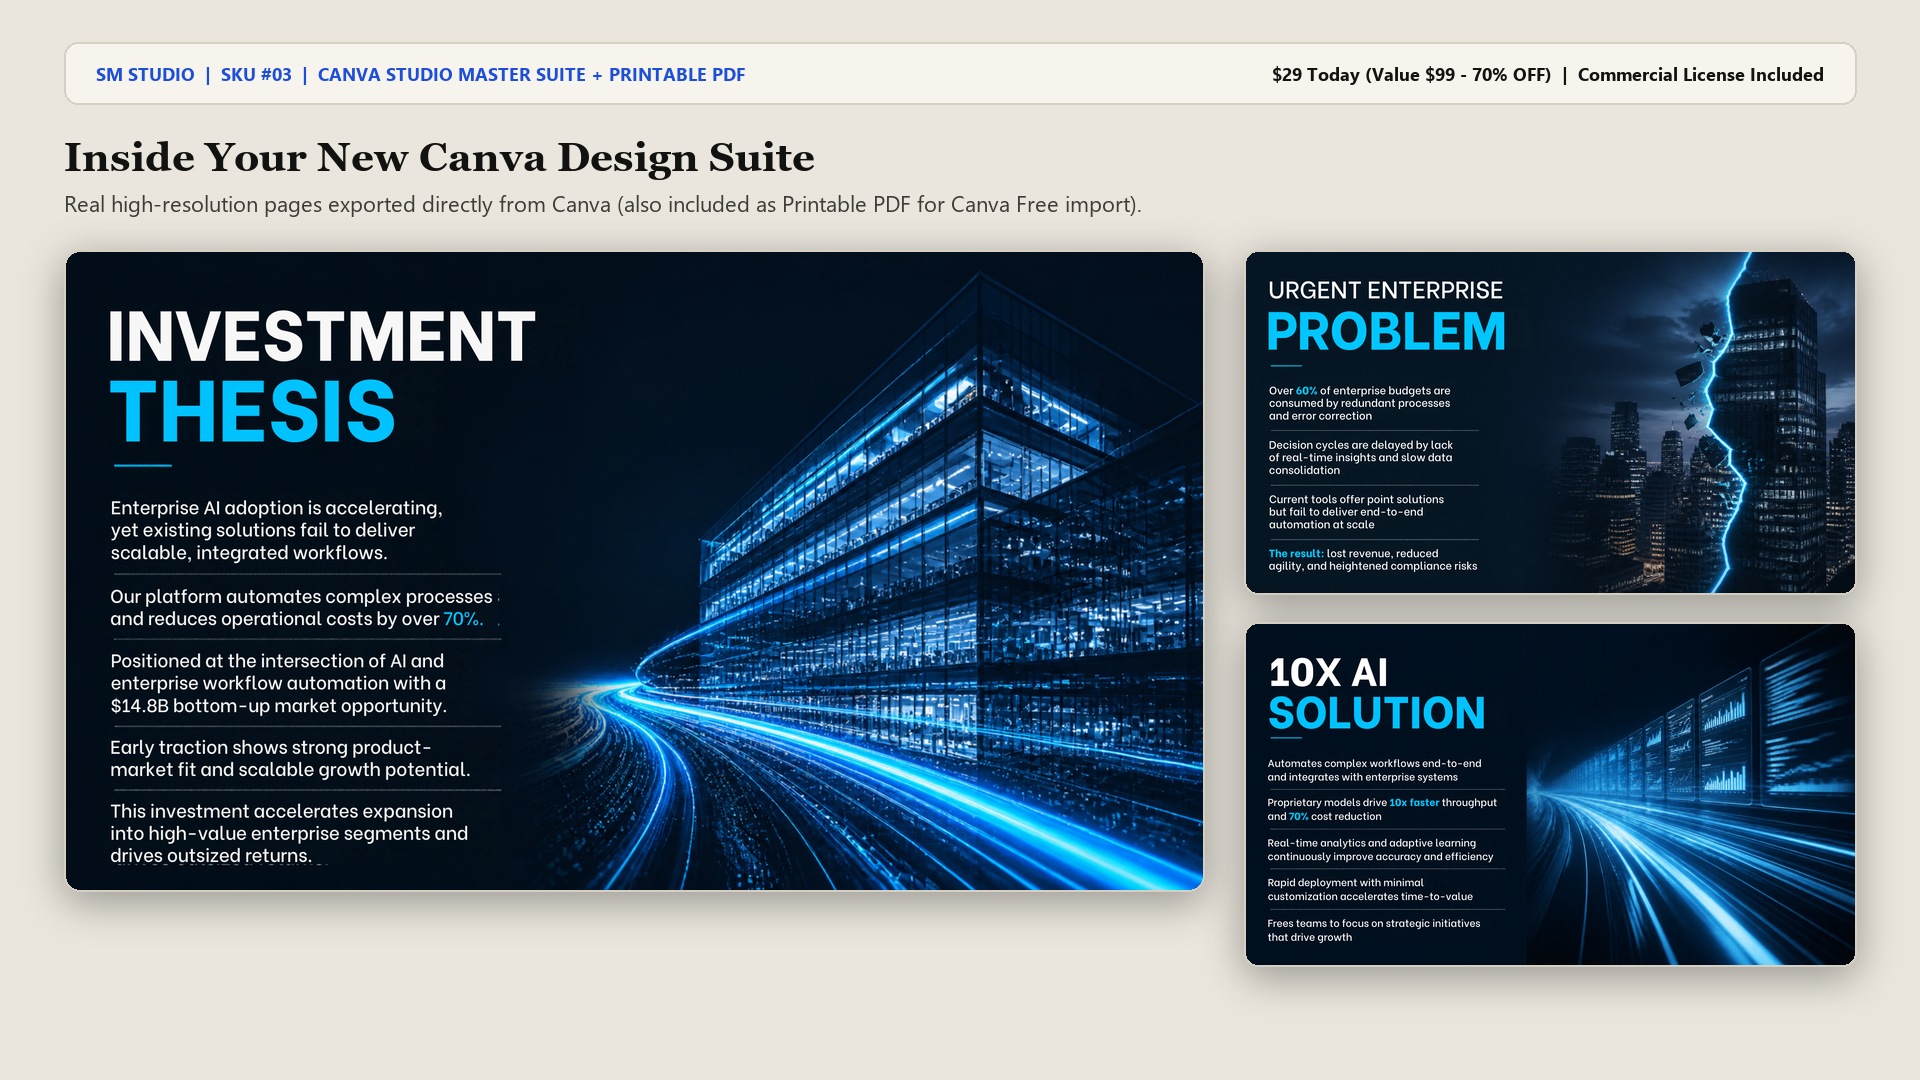 SM STUDIO | SKU #03 | CANVA STUDIO MASTER SUITE + PRINTABLE PDF
$29 Today (Value $99 - 70% OFF) | Commercial License Included
Inside Your New Canva Design Suite
Real high-resolution pages exported directly from Canva (also included as Printable PDF for Canva Free import).
INVESTMENT
THESIS
Enterprise AI adoption is accelerating,
yet existing solutions fail to deliver
scalable, integrated workflows.
Our platform automates complex processes
and reduces operational costs by over 70%.
Positioned at the intersection of AI and
enterprise workflow automation with a
$14.8B bottom-up market opportunity.
Early traction shows strong product-
market fit and scalable growth potential.
This investment accelerates expansion
into high-value enterprise segments and
drives outsized returns.
URGENT ENTERPRISE
PROBLEM
Over 60% of enterprise budgets are
consumed by redundant processes
and error correction
Decision cycles are delayed by lack
of real-time insights and slow data
consolidation
Current tools offer point solutions
but fail to deliver end-to-end
automation at scale
The result: lost revenue, reduced
agility, and heightened compliance risks
10X AI
SOLUTION
Automates complex workflows end-to-end
and integrates with enterprise systems
Proprietary models drive 10x faster throughput
and 70% cost reduction
Real-time analytics and adaptive learning
continuously improve accuracy and efficiency
Rapid deployment with minimal
customization accelerates time-to-value
Frees teams to focus on strategic initiatives
that drive growth